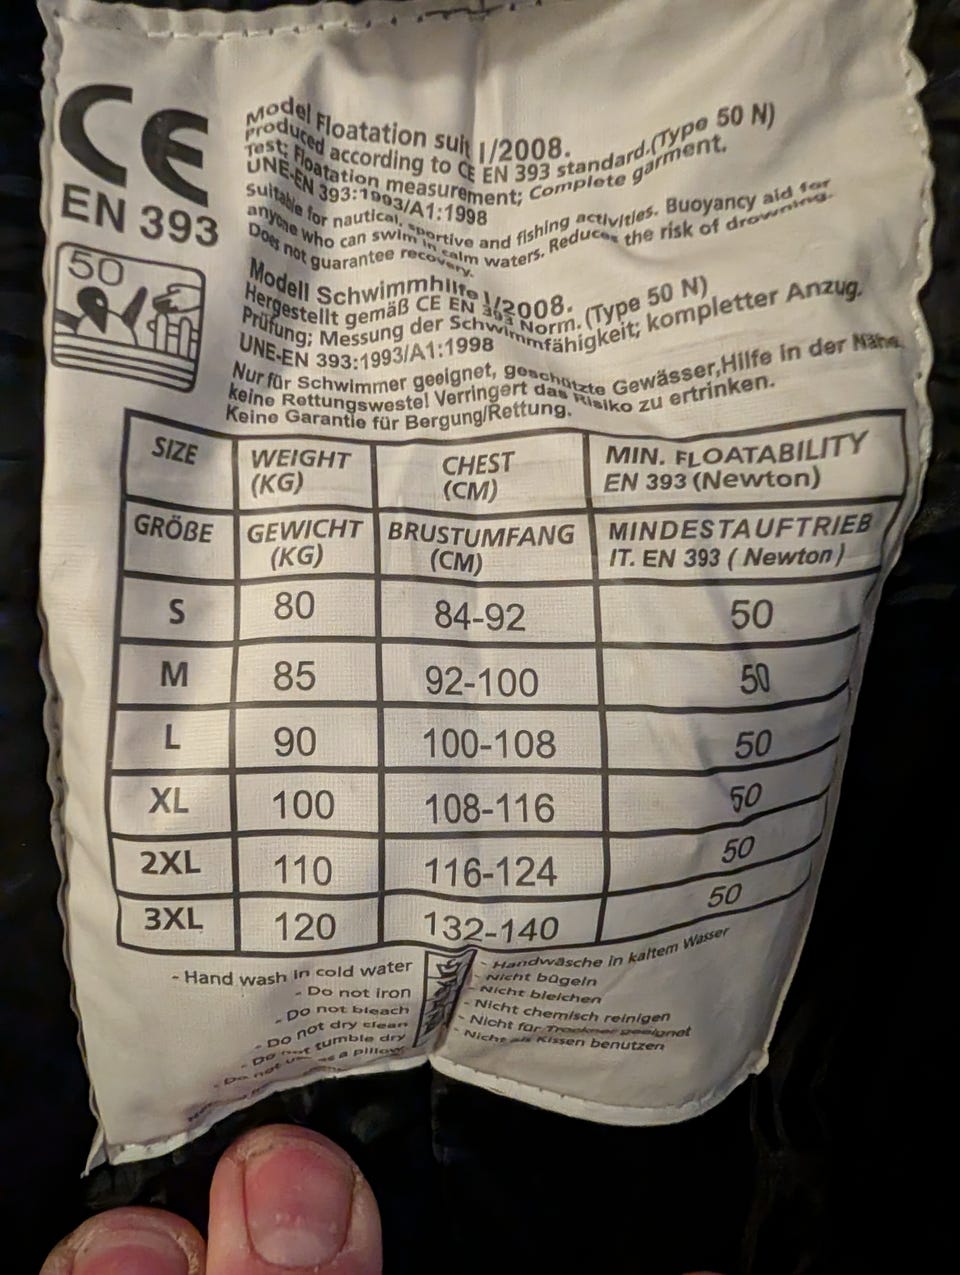 CE
EN 393
50
Model Floatation suit I/2008.
Produced according to CE EN 393 standard.(Type 50 N)
Test; Floatation measurement; Complete garment.
UNE-EN 393:1993/A1:1998
Suitable for nautical, sportive and fishing activities. Buoyancy aid for
anyone who can swim in calm waters. Reduces the risk of drowning.
Does not guarantee recovery.
Modell Schwimmhilfe I/2008.
Hergestellt gemäß CE EN 393 Norm. (Type 50 N)
Prüfung; Messung der Schwimmfähigkeit; kompletter Anzug.
UNE-EN 393:1993/A1:1998
Nur für Schwimmer geeignet, geschützte Gewässer,Hilfe in der Nähe,
keine Rettungsweste! Verringert das Risiko zu ertrinken.
Keine Garantie für Bergung/Rettung.
SIZE WEIGHT (KG) CHEST (CM) MIN. FLOATABILITY EN 393 (Newton)
GRÖßE GEWICHT (KG) BRUSTUMFANG (CM) MINDESTAUFTRIEB IT. EN 393 ( Newton )
S 80 84-92 50
M 85 92-100 50
L 90 100-108 50
XL 100 108-116 50
2XL 110 116-124 50
3XL 120 132-140 50
- Hand wash in cold water
- Do not iron
- Do not bleach
- Do not dry clean
- Do not tumble dry
- Do not as a pillow
- Handwäsche in kaltem Wasser
- Nicht bügeln
- Nicht bleichen
- Nicht chemisch reinigen
- Nicht für Trockner geeignet
- Nicht als Kissen benutzen